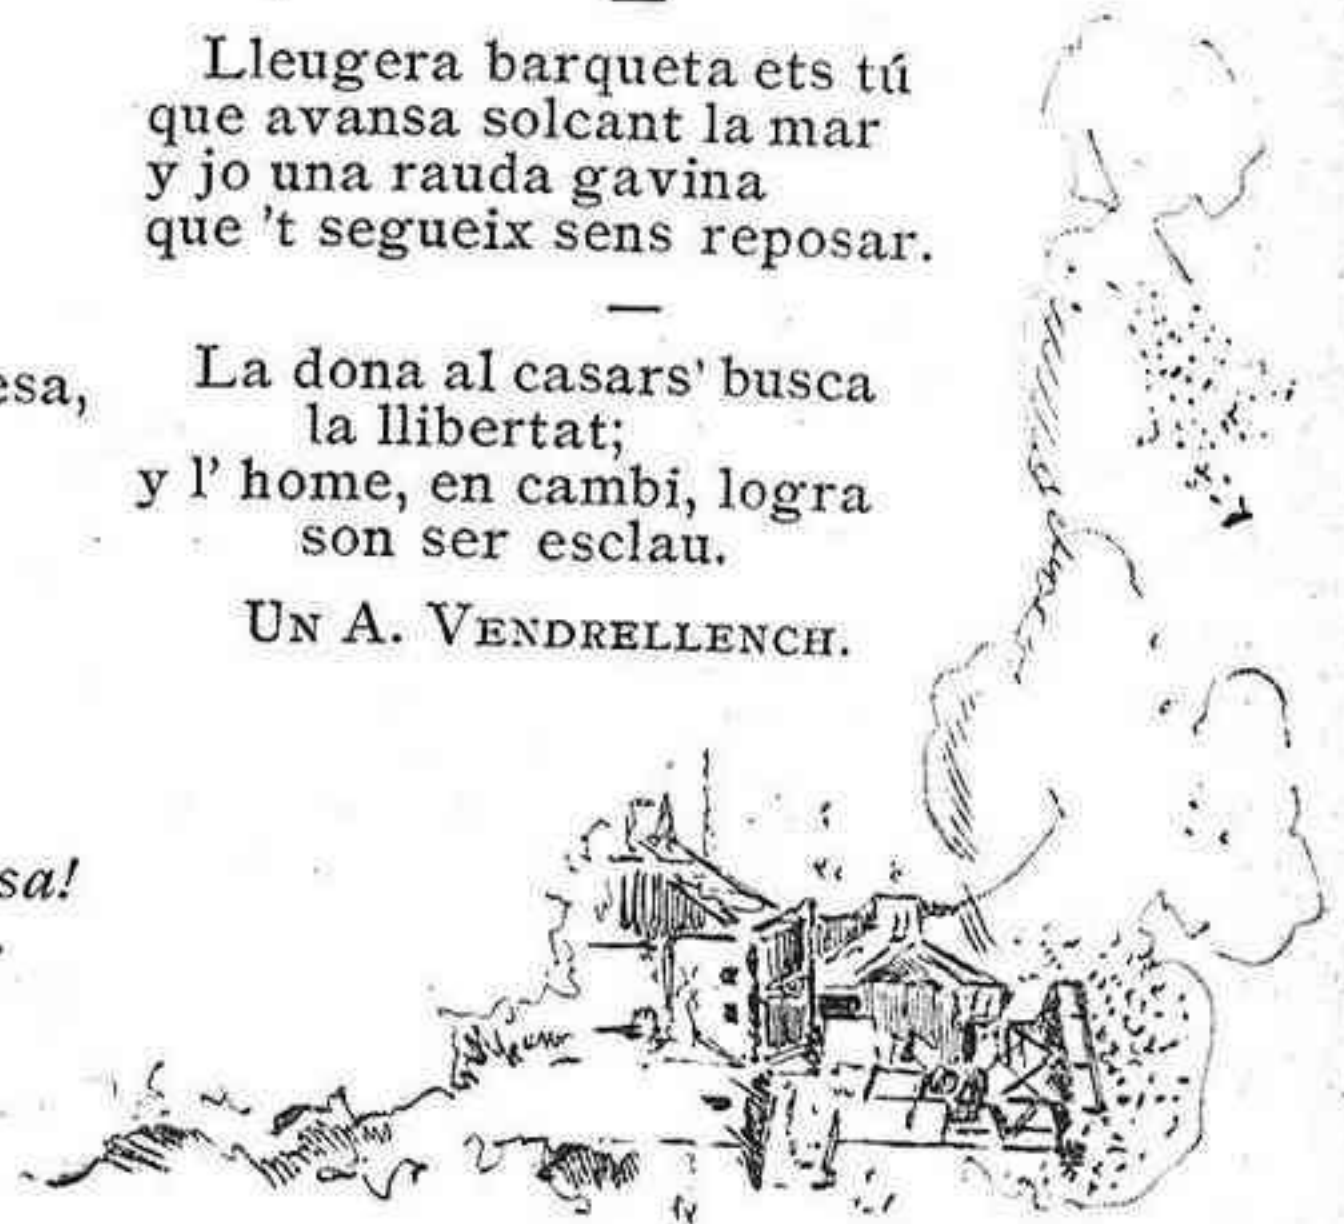 Lleugera barqueta ets tú
que avansa solcant la mar
y jo una rauda gavina
que 't segueix sens reposar.
—
La dona al casars' busca
la llibertat;
y l' home, en cambi, logra
son ser esclau.
UN A. VENDRELLENCH.
esa,
sa!